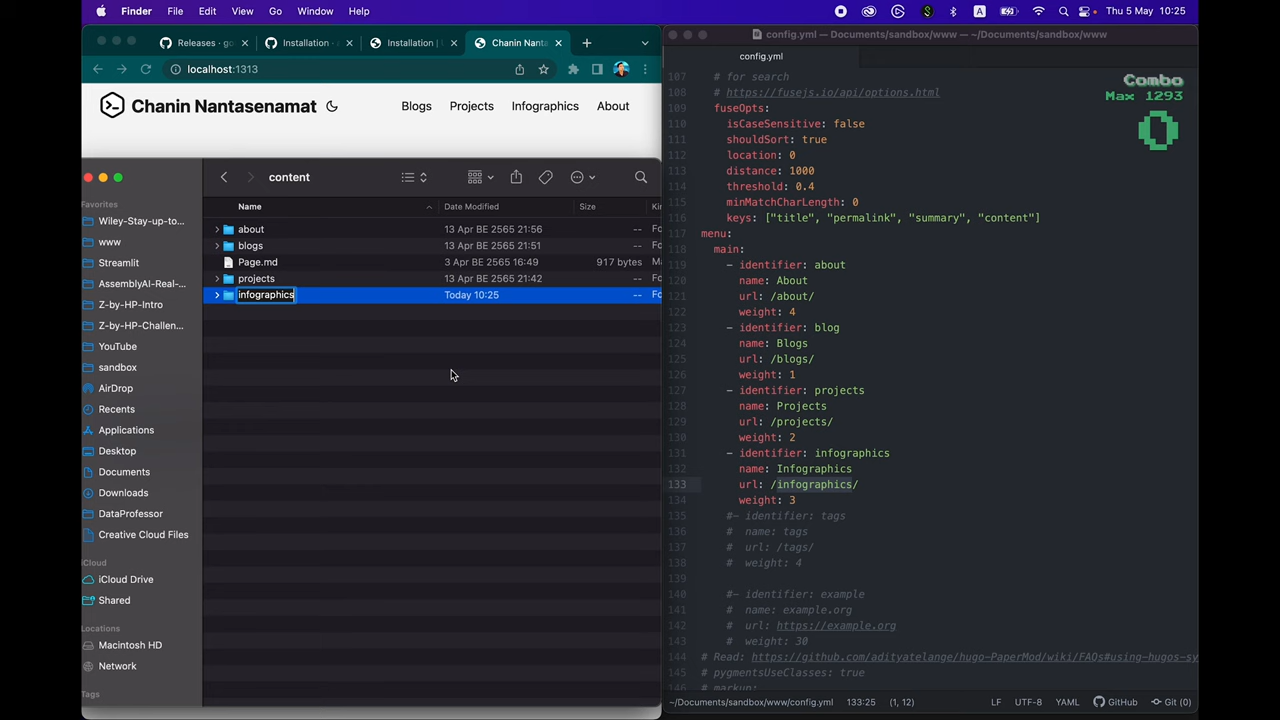 Finder File Edit View Go Window Help
A Thu 5 May 10:25
Releases · go
Installation · A
Installation | U
Chanin Nanta
localhost:1313
Chanin Nantasenamat
Blogs Projects Infographics About
content
Name Date Modified Size Ki
about 13 Apr BE 2565 21:56 -- Fo
blogs 13 Apr BE 2565 21:51 -- Fo
Page.md 3 Apr BE 2565 16:49 917 bytes Ma
projects 13 Apr BE 2565 21:42 -- Fo
infographics Today 10:25 -- Fo
Favorites
Wiley-Stay-up-to...
www
Streamlit
AssemblyAI-Real-...
Z-by-HP-Intro
Z-by-HP-Challen...
YouTube
sandbox
AirDrop
Recents
Applications
Desktop
Documents
Downloads
DataProfessor
Creative Cloud Files
iCloud
iCloud Drive
Shared
Locations
Macintosh HD
Network
Tags
config.yml — Documents/sandbox/www — ~/Documents/sandbox/www
config.yml
Combo
Max 1293
0
107 # for search
108 # https://fusejs.io/api/options.html
109 fuseOpts:
110 isCaseSensitive: false
111 shouldSort: true
112 location: 0
113 distance: 1000
114 threshold: 0.4
115 minMatchCharLength: 0
116 keys: ["title", "permalink", "summary", "content"]
117 menu:
118 main:
119 - identifier: about
120 name: About
121 url: /about/
122 weight: 4
123 - identifier: blog
124 name: Blogs
125 url: /blogs/
126 weight: 1
127 - identifier: projects
128 name: Projects
129 url: /projects/
130 weight: 2
131 - identifier: infographics
132 name: Infographics
133 url: /infographics/
134 weight: 3
135 #- identifier: tags
136 # name: tags
137 # url: /tags/
138 # weight: 4
139
140 #- identifier: example
141 # name: example.org
142 # url: https://example.org
143 # weight: 30
144 # Read: https://github.com/adityatelange/hugo-PaperMod/wiki/FAQs#using-hugos-sy
145 # pygmentsUseClasses: true
146 # markup:
~/Documents/sandbox/www/config.yml 133:25 (1, 12) LF UTF-8 YAML GitHub Git (0)